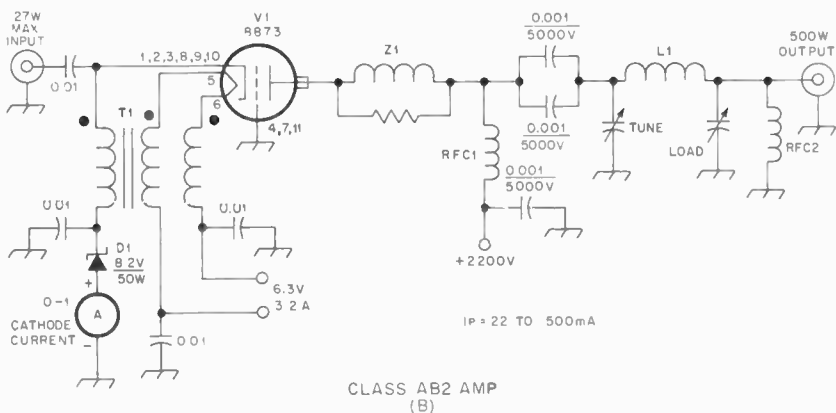 27W
MAX
INPUT
0.01
1,2,3,8,9,10
V1
8873
5
6
4,7,11
T1
0.01
0.01
D1
8.2V
50W
+
0-1
A
CATHODE
CURRENT
-
0.01
6.3V
3.2A
Z1
RFC1
0.001
5000V
0.001
5000V
0.001
5000V
+2200V
L1
TUNE
LOAD
RFC2
500W
OUTPUT
IP = 22 TO 500mA
CLASS AB2 AMP
(B)